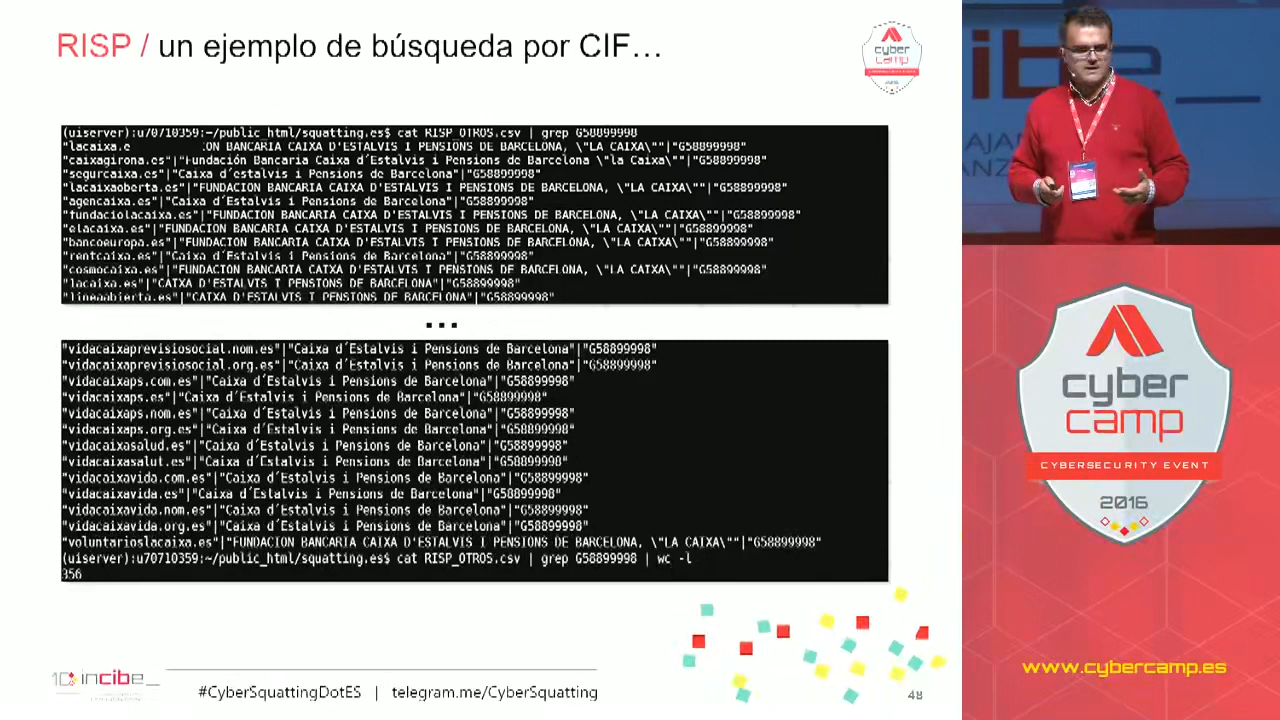 RISP / un ejemplo de búsqueda por CIF…
cyber
camp
(uiserver):u70710359:~/public_html/squatting.es$ cat RISP_OTROS.csv | grep G58899998
"lacaixa.e ON BANCARIA CAIXA D'ESTALVIS I PENSIONS DE BARCELONA, \"LA CAIXA\""|"G58899998"
"caixagirona.es"|"Fundación Bancaria Caixa d'Estalvis i Pensions de Barcelona \"la Caixa\""|"G58899998"
"segurcaixa.es"|"Caixa d'estalvis i Pensions de Barcelona"|"G58899998"
"lacaixaoberta.es"|"FUNDACION BANCARIA CAIXA D'ESTALVIS I PENSIONS DE BARCELONA, \"LA CAIXA\""|"G58899998"
"agencaixa.es"|"Caixa d´Estalvis i Pensions de Barcelona"|"G58899998"
"fundaciolacaixa.es"|"FUNDACION BANCARIA CAIXA D'ESTALVIS I PENSIONS DE BARCELONA, \"LA CAIXA\""|"G58899998"
"elacaixa.es"|"FUNDACION BANCARIA CAIXA D'ESTALVIS I PENSIONS DE BARCELONA, \"LA CAIXA\""|"G58899998"
"bancoeuropa.es"|"FUNDACION BANCARIA CAIXA D'ESTALVIS I PENSIONS DE BARCELONA, \"LA CAIXA\""|"G58899998"
"rentcaixa.es"|"Caixa d´Estalvis i Pensions de Barcelona"|"G58899998"
"cosmocaixa.es"|"FUNDACION BANCARIA CAIXA D'ESTALVIS I PENSIONS DE BARCELONA, \"LA CAIXA\""|"G58899998"
"lacaixa.es"|"CAIXA D'ESTALVIS I PENSIONS DE BARCELONA"|"G58899998"
"lineaabierta.es"|"CAIXA D'ESTALVIS I PENSIONS DE BARCELONA"|"G58899998"
...
"vidacaixaprevisiosocial.nom.es"|"Caixa d´Estalvis i Pensions de Barcelona"|"G58899998"
"vidacaixaprevisiosocial.org.es"|"Caixa d´Estalvis i Pensions de Barcelona"|"G58899998"
"vidacaixaps.com.es"|"Caixa d´Estalvis i Pensions de Barcelona"|"G58899998"
"vidacaixaps.es"|"Caixa d´Estalvis i Pensions de Barcelona"|"G58899998"
"vidacaixaps.nom.es"|"Caixa d´Estalvis i Pensions de Barcelona"|"G58899998"
"vidacaixaps.org.es"|"Caixa d´Estalvis i Pensions de Barcelona"|"G58899998"
"vidacaixasalud.es"|"Caixa d´Estalvis i Pensions de Barcelona"|"G58899998"
"vidacaixasalut.es"|"Caixa d´Estalvis i Pensions de Barcelona"|"G58899998"
"vidacaixavida.com.es"|"Caixa d´Estalvis i Pensions de Barcelona"|"G58899998"
"vidacaixavida.es"|"Caixa d´Estalvis i Pensions de Barcelona"|"G58899998"
"vidacaixavida.nom.es"|"Caixa d´Estalvis i Pensions de Barcelona"|"G58899998"
"vidacaixavida.org.es"|"Caixa d´Estalvis i Pensions de Barcelona"|"G58899998"
"voluntarioslacaixa.es"|"FUNDACION BANCARIA CAIXA D'ESTALVIS I PENSIONS DE BARCELONA, \"LA CAIXA\""|"G58899998"
(uiserver):u70710359:~/public_html/squatting.es$ cat RISP_OTROS.csv | grep G58899998 | wc -l
356
incibe_
#CyberSquattingDotES | telegram.me/CyberSquatting
48
cyber
camp
CYBERSECURITY EVENT
2016
www.cybercamp.es